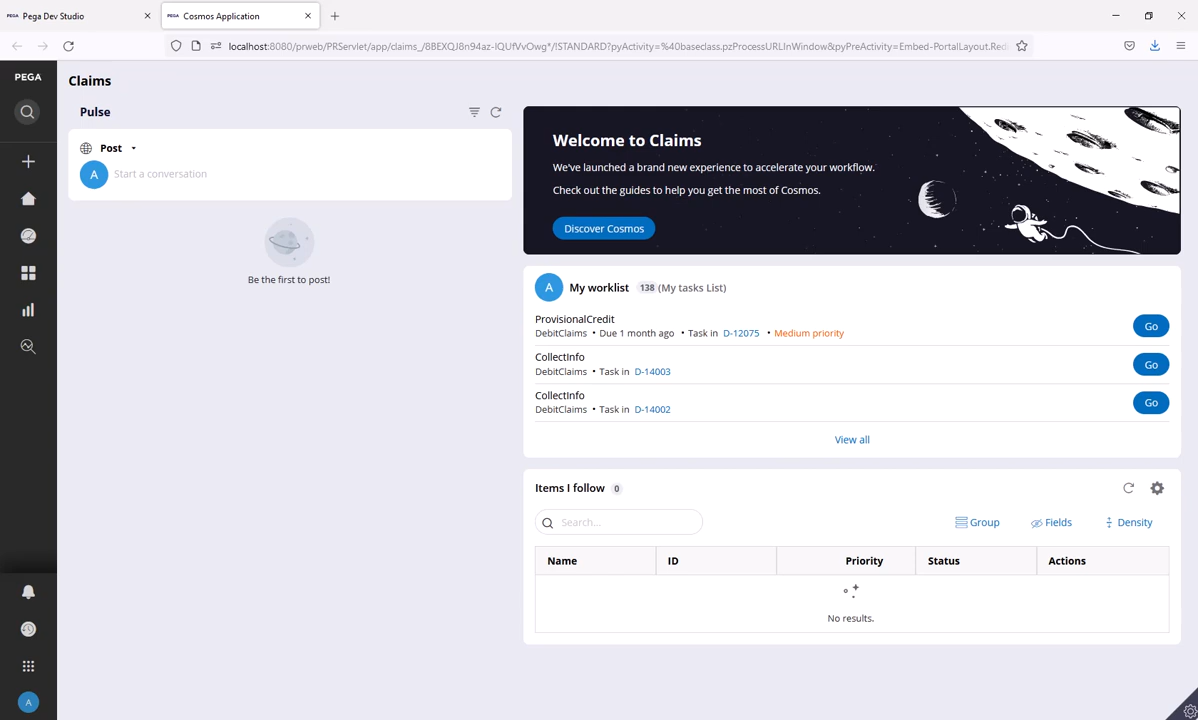 Pega Dev Studio
Cosmos Application
localhost:8080/prweb/PRServlet/app/claims_/8BEXQJ8n94az-IQUfVvOwg*/!STANDARD?pyActivity=%40baseclass.pzProcessURLInWindow&pyPreActivity=Embed-PortalLayout.Red
PEGA
Claims
Pulse
Post
A
Start a conversation
Be the first to post!
Welcome to Claims
We've launched a brand new experience to accelerate your workflow.
Check out the guides to help you get the most of Cosmos.
Discover Cosmos
A My worklist 138 (My tasks List)
ProvisionalCredit
DebitClaims • Due 1 month ago • Task in D-12075 • Medium priority
Go
CollectInfo
DebitClaims • Task in D-14003
Go
CollectInfo
DebitClaims • Task in D-14002
Go
View all
Items I follow 0
Search...
Group Fields Density
Name ID Priority Status Actions
No results.
A